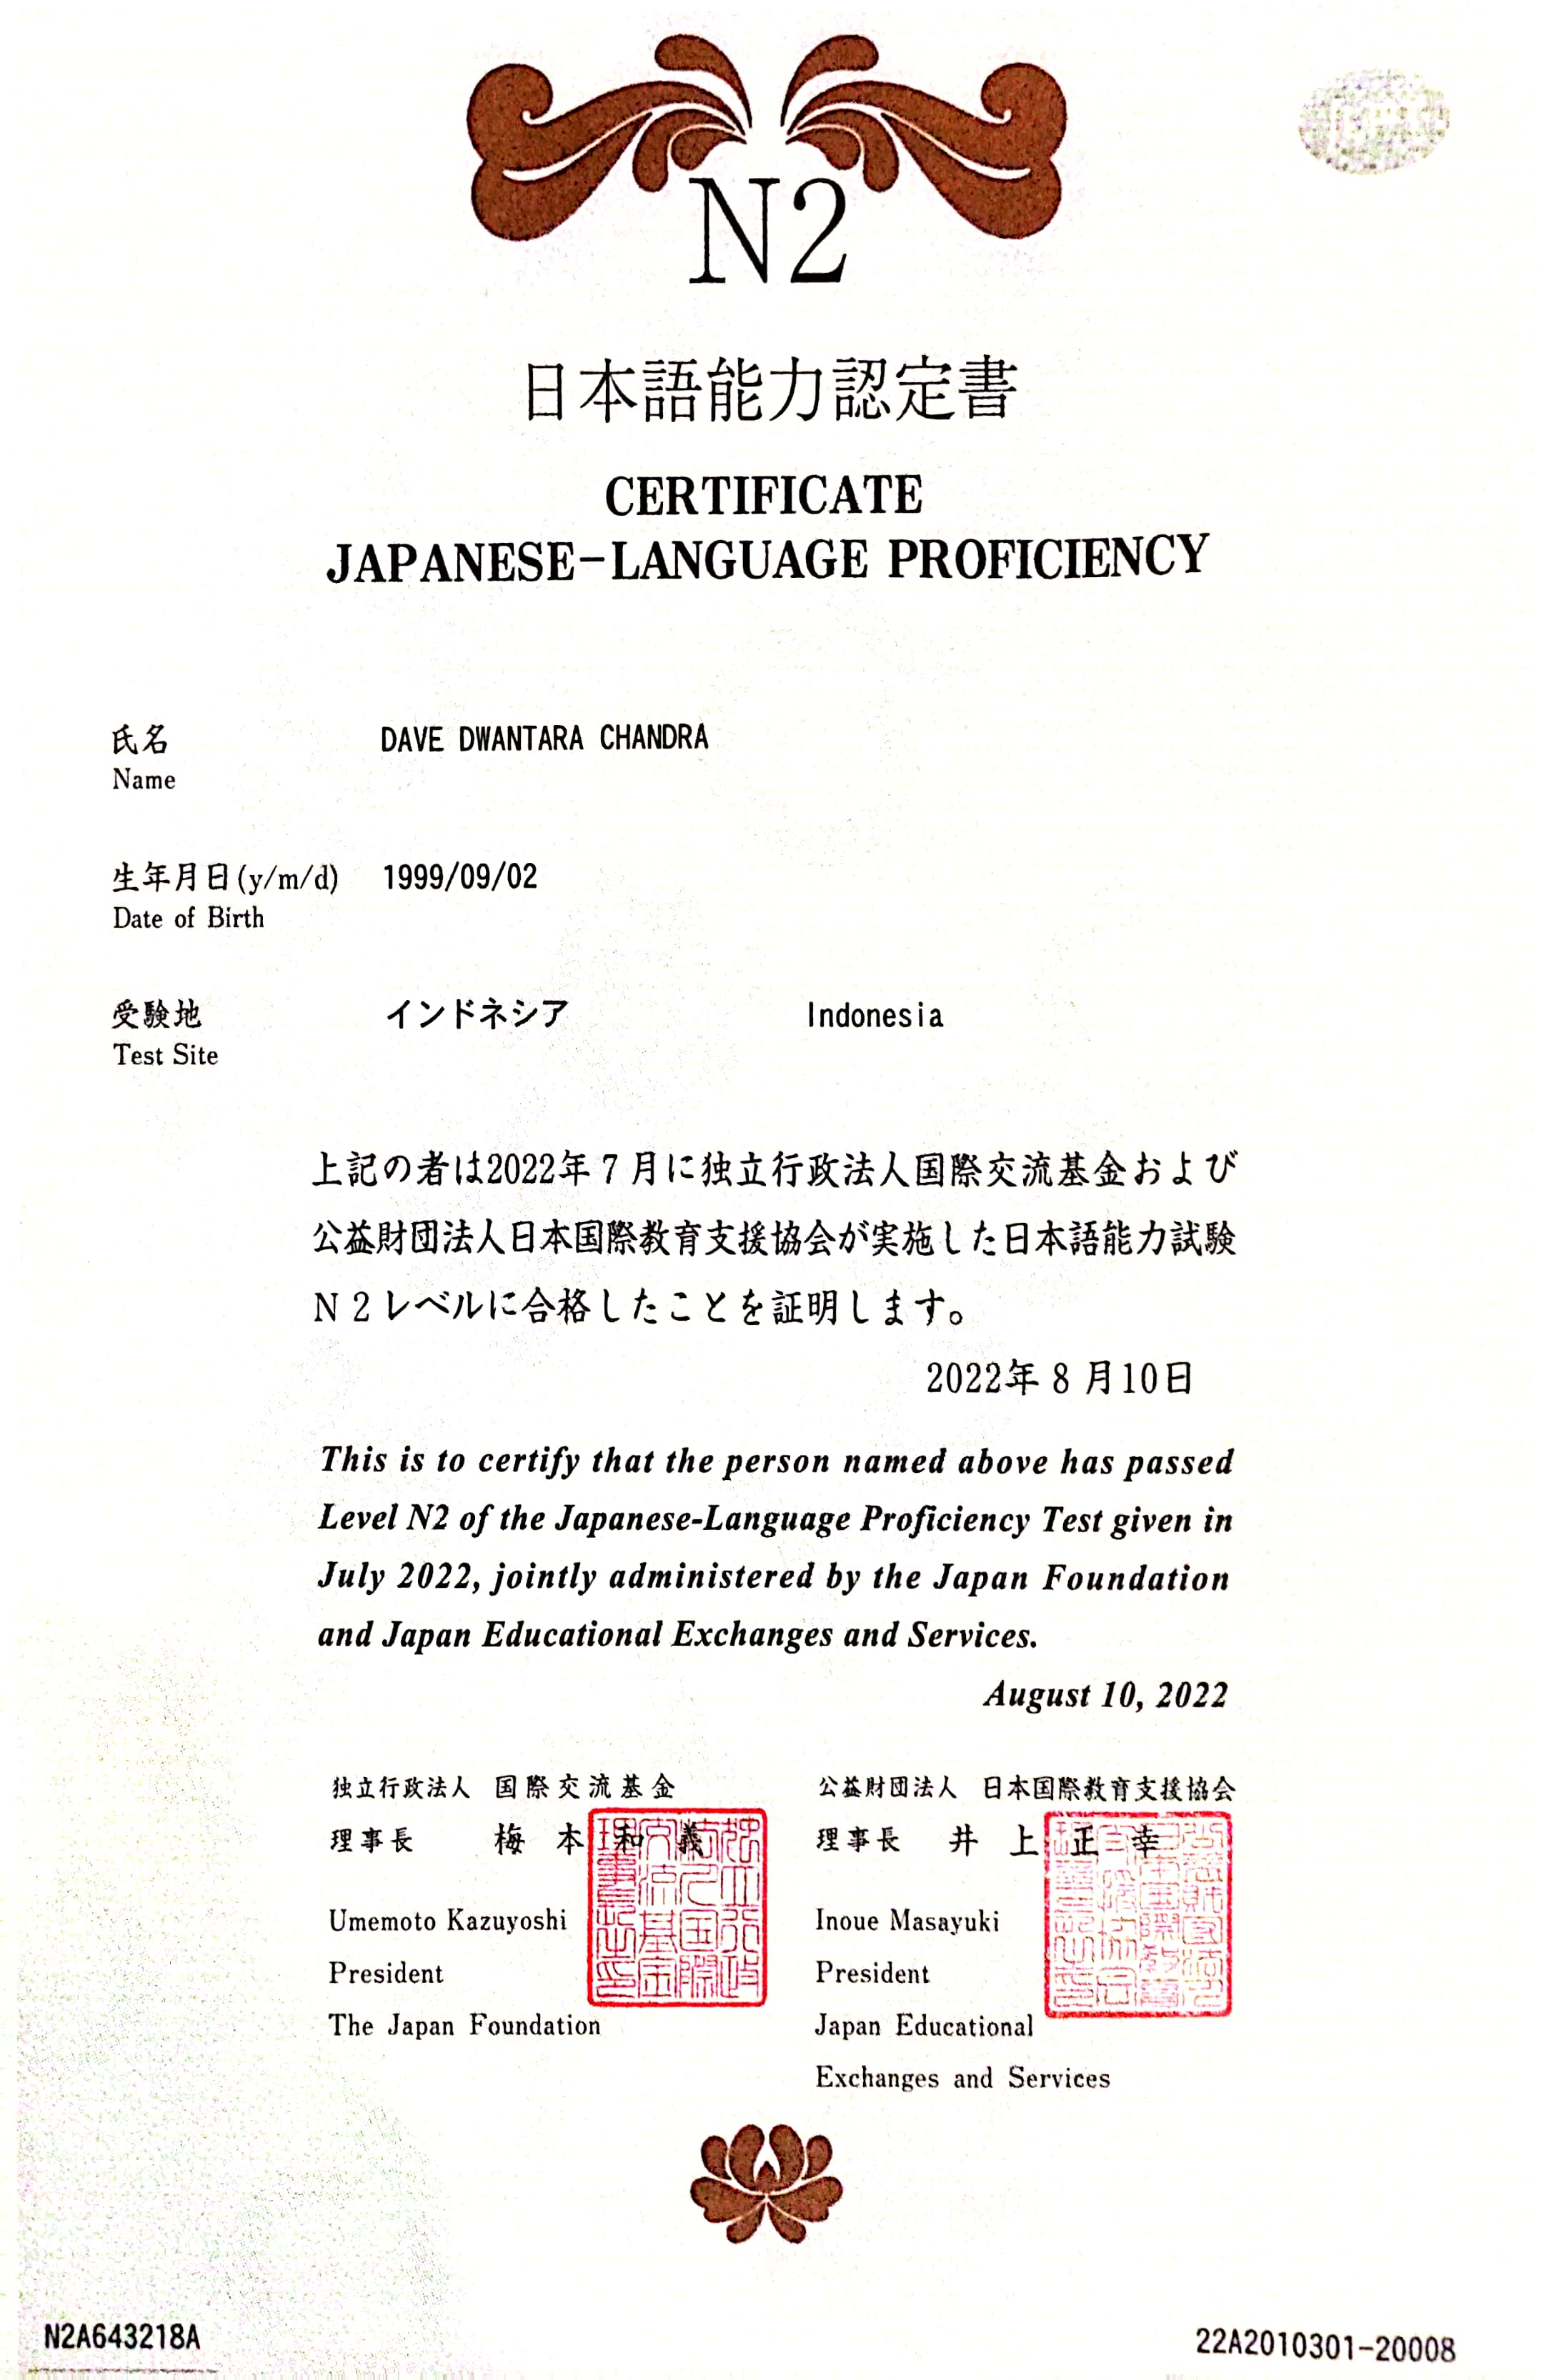 N2
日本語能力認定書
CERTIFICATE
JAPANESE-LANGUAGE PROFICIENCY
氏名 DAVE DWANTARA CHANDRA
Name
生年月日(y/m/d) 1999/09/02
Date of Birth
受験地 インドネシア Indonesia
Test Site
上記の者は2022年7月に独立行政法人国際交流基金および
公益財団法人日本国際教育支援協会が実施した日本語能力試験
N2レベルに合格したことを証明します。
2022年8月10日
This is to certify that the person named above has passed
Level N2 of the Japanese-Language Proficiency Test given in
July 2022, jointly administered by the Japan Foundation
and Japan Educational Exchanges and Services.
August 10, 2022
独立行政法人 国際交流基金
理事長 梅本和義
Umemoto Kazuyoshi
President
The Japan Foundation
公益財団法人 日本国際教育支援協会
理事長 井上正幸
Inoue Masayuki
President
Japan Educational
Exchanges and Services
N2A643218A
22A2010301-20008